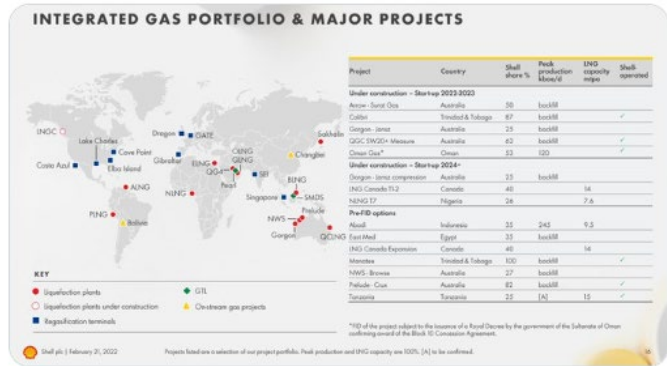 INTEGRATED GAS PORTFOLIO & MAJOR PROJECTS
LNGC
Lake Charles
Cove Point
Costa Azul
Elba Island
ALNG
PLNG
Bolivia
Dragon
GATE
Gibraltar
ELNG
OLNG
QLNG
QG4
Pearl
NLNG
SEI
Singapore
BLNG
SMDS
Changbei
Sakhalin
NWS
Prelude
Gorgon
QCLNG
KEY
Liquefaction plants
Liquefaction plants under construction
Regasification terminals
GTL
On-stream gas projects
Project Country Shell share % Peak production kboe/d LNG capacity mtpa Shell-operated
Under construction – Start-up 2022-2023
Arrow - Surat Gas Australia 50 backfill
Colibri Trinidad & Tobago 87 backfill ✓
Gorgon - Jansz Australia 25 backfill
QGC SW20+ Measure Australia 62 backfill ✓
Oman Gas* Oman 53 120 ✓
Under construction – Start-up 2024+
Gorgon - Jansz compression Australia 25 backfill
LNG Canada T1-2 Canada 40 14
NLNG T7 Nigeria 26 7.6
Pre-FID options
Abadi Indonesia 35 245 9.5
East Med Egypt 35 backfill
LNG Canada Expansion Canada 40 14
Manatee Trinidad & Tobago 100 backfill ✓
NWS - Browse Australia 27 backfill
Prelude - Crux Australia 82 backfill ✓
Tanzania Tanzania 35 [A] 15 ✓
*FID of the project subject to the issuance of a Royal Decree by the government of the Sultanate of Oman
confirming award of the Block 10 Concession Agreement.
Shell plc | February 21, 2022
Projects listed are a selection of our project portfolio. Peak production and LNG capacity are 100%. [A] to be confirmed.